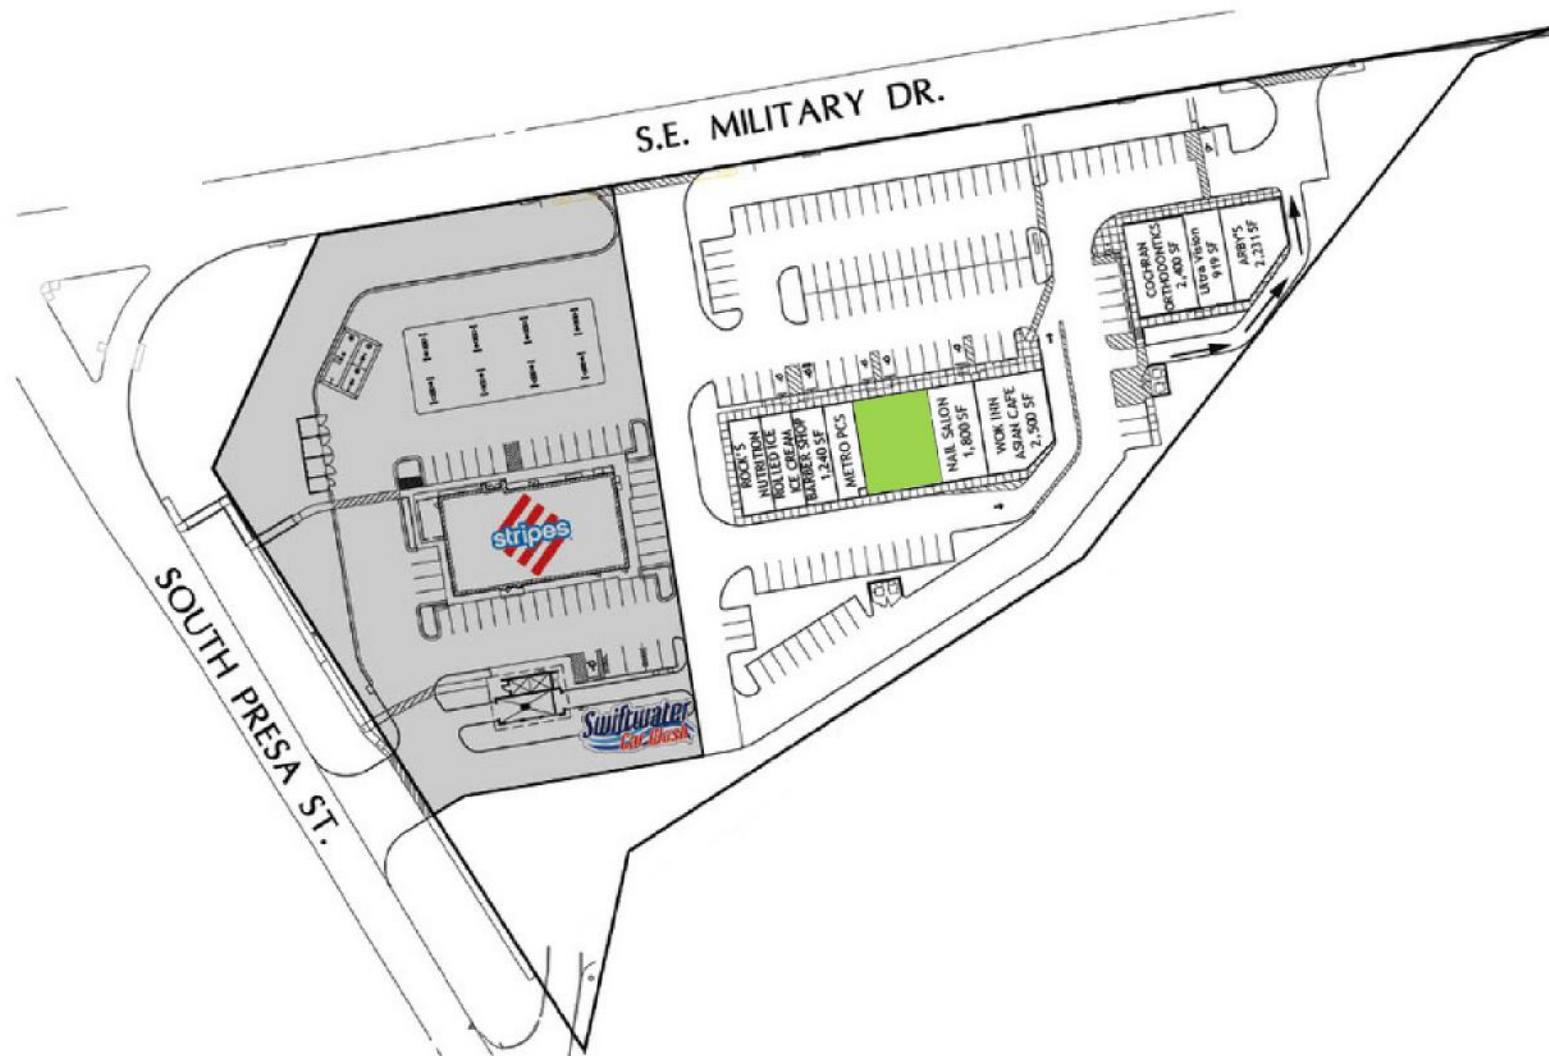 S.E. MILITARY DR.
SOUTH PRESA ST.
stripes
Swiftwater
Car Wash
ROCK'S
NUTRITION
ROLLED ICE
ICE CREAM
BARBER SHOP
1,240 SF
METRO PCS
NAIL SALON
1,800 SF
WOK INN
ASIAN CAFE
2,500 SF
COCHRAN
ORTHODONTICS
2,400 SF
Ultra Vision
919 SF
ARBY'S
2,231 SF